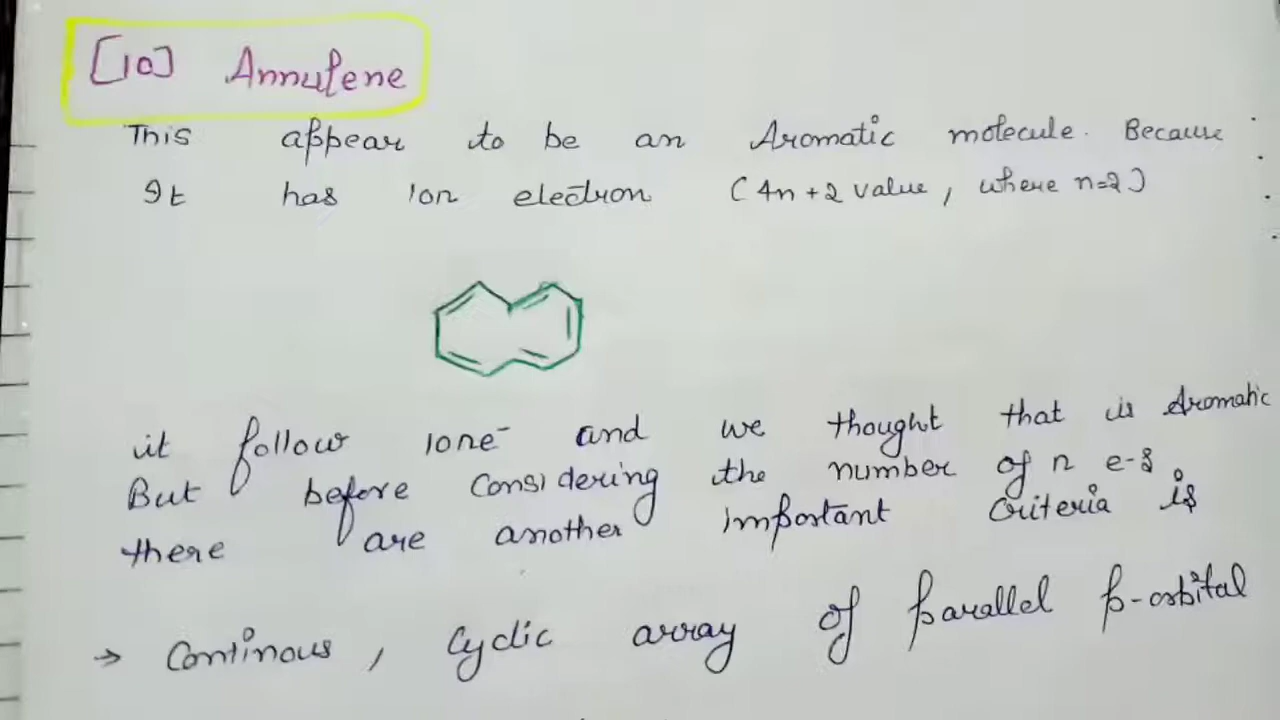 [10] Annulene
This appear to be an Aromatic molecule. Because
It has 10π electron (4n+2 value, where n=2)
it follow 10πe⁻ and we thought that is Aromatic
But before considering the number of π e-s
there are another important criteria is
→ Continous, Cyclic array of parallel p-orbital